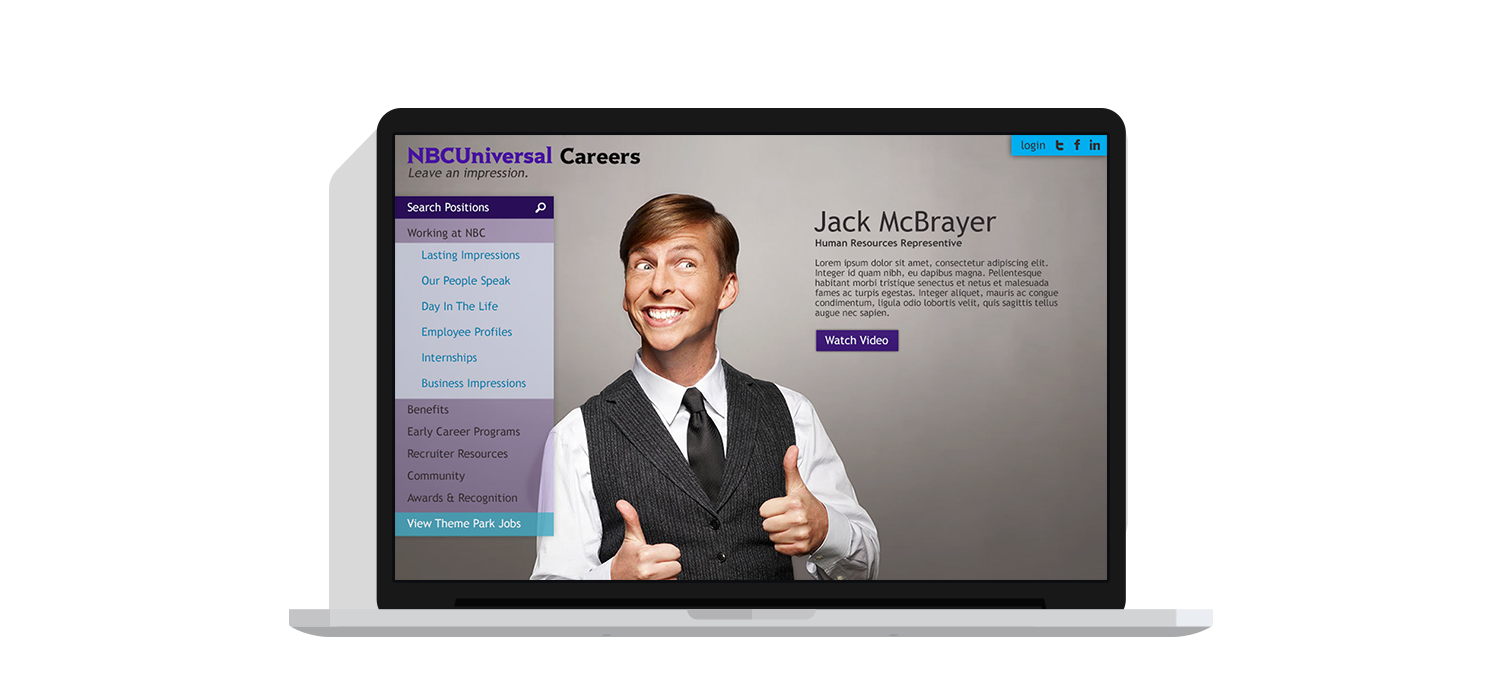 NBCUniversal Careers
Leave an impression.
login
Search Positions
Working at NBC
Lasting Impressions
Our People Speak
Day In The Life
Employee Profiles
Internships
Business Impressions
Benefits
Early Career Programs
Recruiter Resources
Community
Awards & Recognition
View Theme Park Jobs
Jack McBrayer
Human Resources Representive
Lorem ipsum dolor sit amet, consectetur adipiscing elit.
Integer id quam nibh, eu dapibus magna. Pellentesque
habitant morbi tristique senectus et netus et malesuada
fames ac turpis egestas. Integer aliquet, mauris ac congue
condimentum, ligula odio lobortis velit, quis sagittis tellus
augue nec sapien.
Watch Video